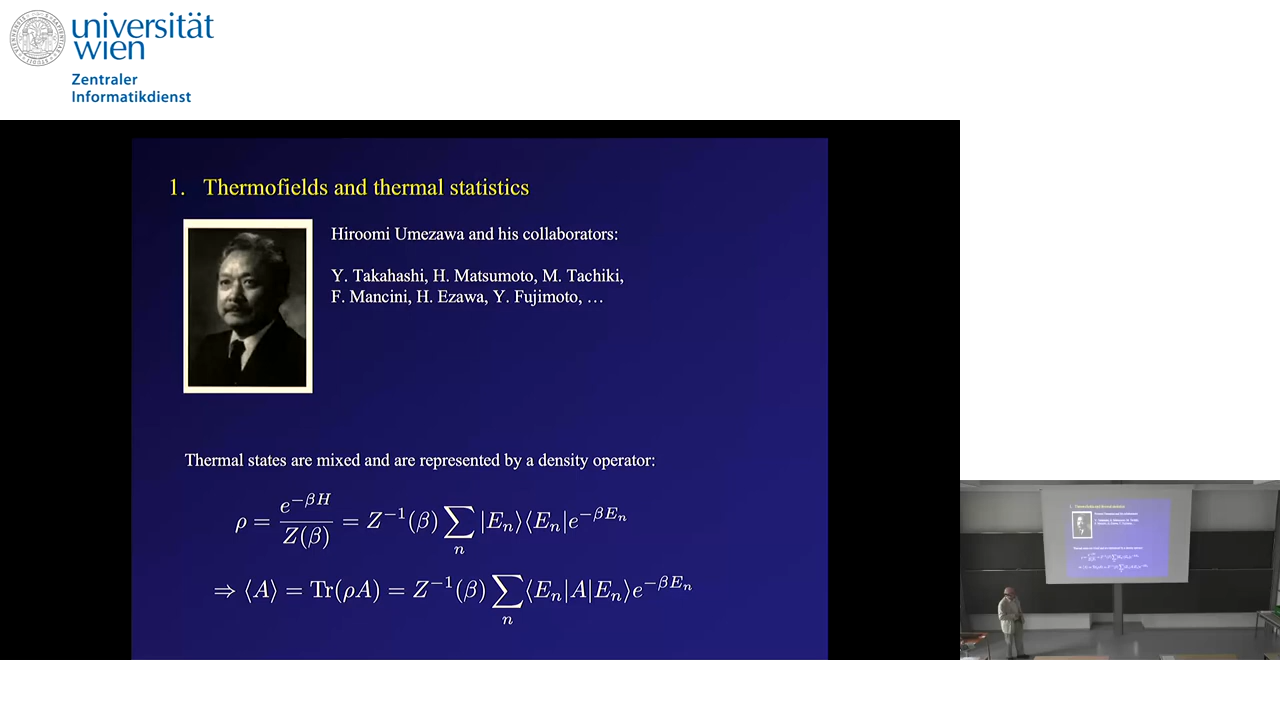 universität
wien
Zentraler
Informatikdienst
1. Thermofields and thermal statistics
Hiroomi Umezawa and his collaborators:
Y. Takahashi, H. Matsumoto, M. Tachiki,
F. Mancini, H. Ezawa, Y. Fujimoto, …
Thermal states are mixed and are represented by a density operator:
ρ = e^{−βH} / Z(β) = Z^{−1}(β) ∑_n |E_n⟩⟨E_n| e^{−βE_n}
⇒ ⟨A⟩ = Tr(ρA) = Z^{−1}(β) ∑_n ⟨E_n|A|E_n⟩ e^{−βE_n}